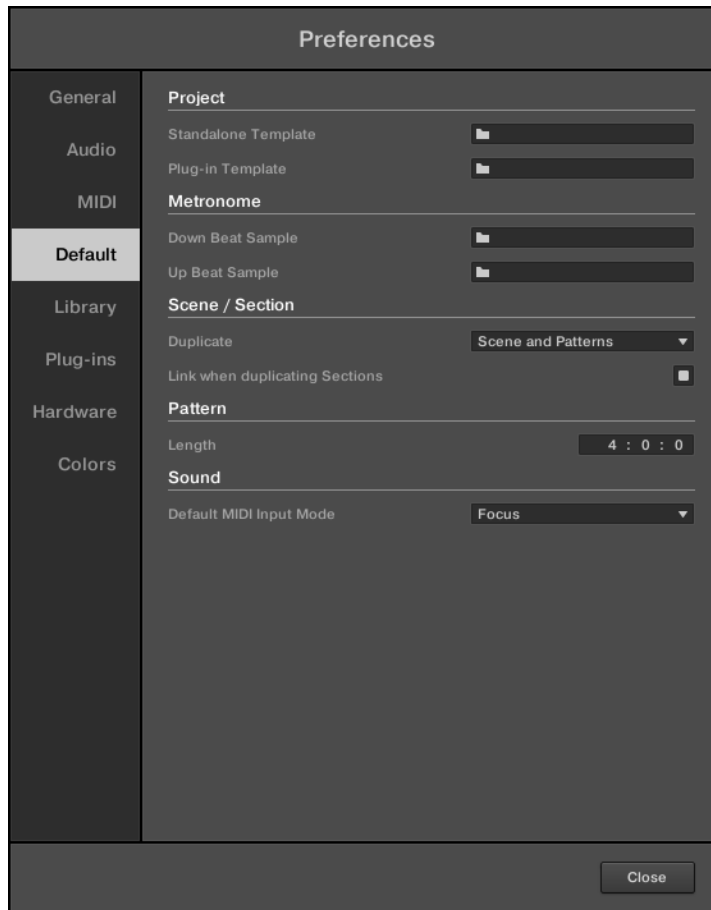 Preferences
General
Audio
MIDI
Default
Library
Plug-ins
Hardware
Colors
Project
Standalone Template
Plug-in Template
Metronome
Down Beat Sample
Up Beat Sample
Scene / Section
Duplicate Scene and Patterns
Link when duplicating Sections
Pattern
Length 4 : 0 : 0
Sound
Default MIDI Input Mode Focus
Close